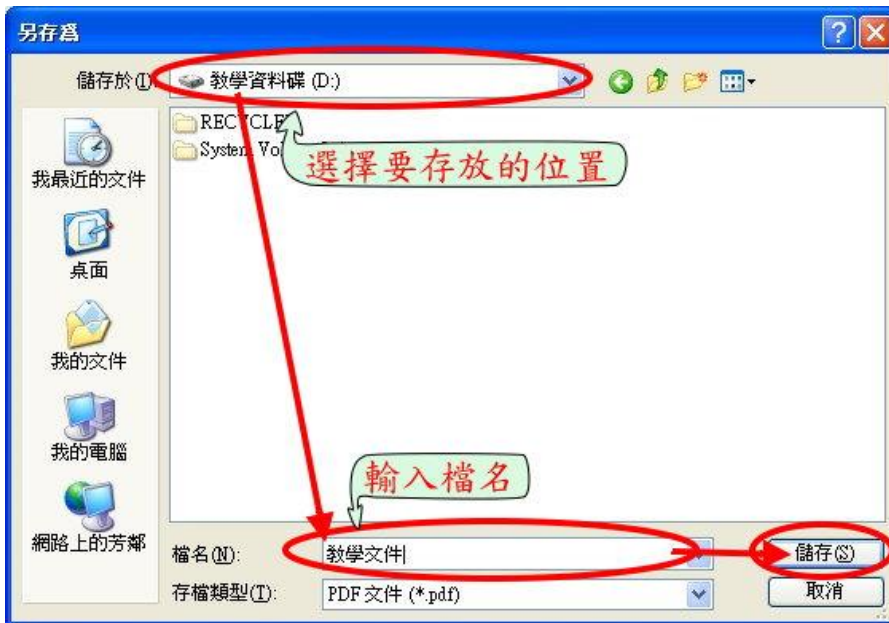 另存為
儲存於(I):
教學資料碟 (D:)
RECYCLE
System Vo
選擇要存放的位置
我最近的文件
桌面
我的文件
我的電腦
網路上的芳鄰
輸入檔名
檔名(N):
教學文件
儲存(S)
存檔類型(T):
PDF 文件 (*.pdf)
取消